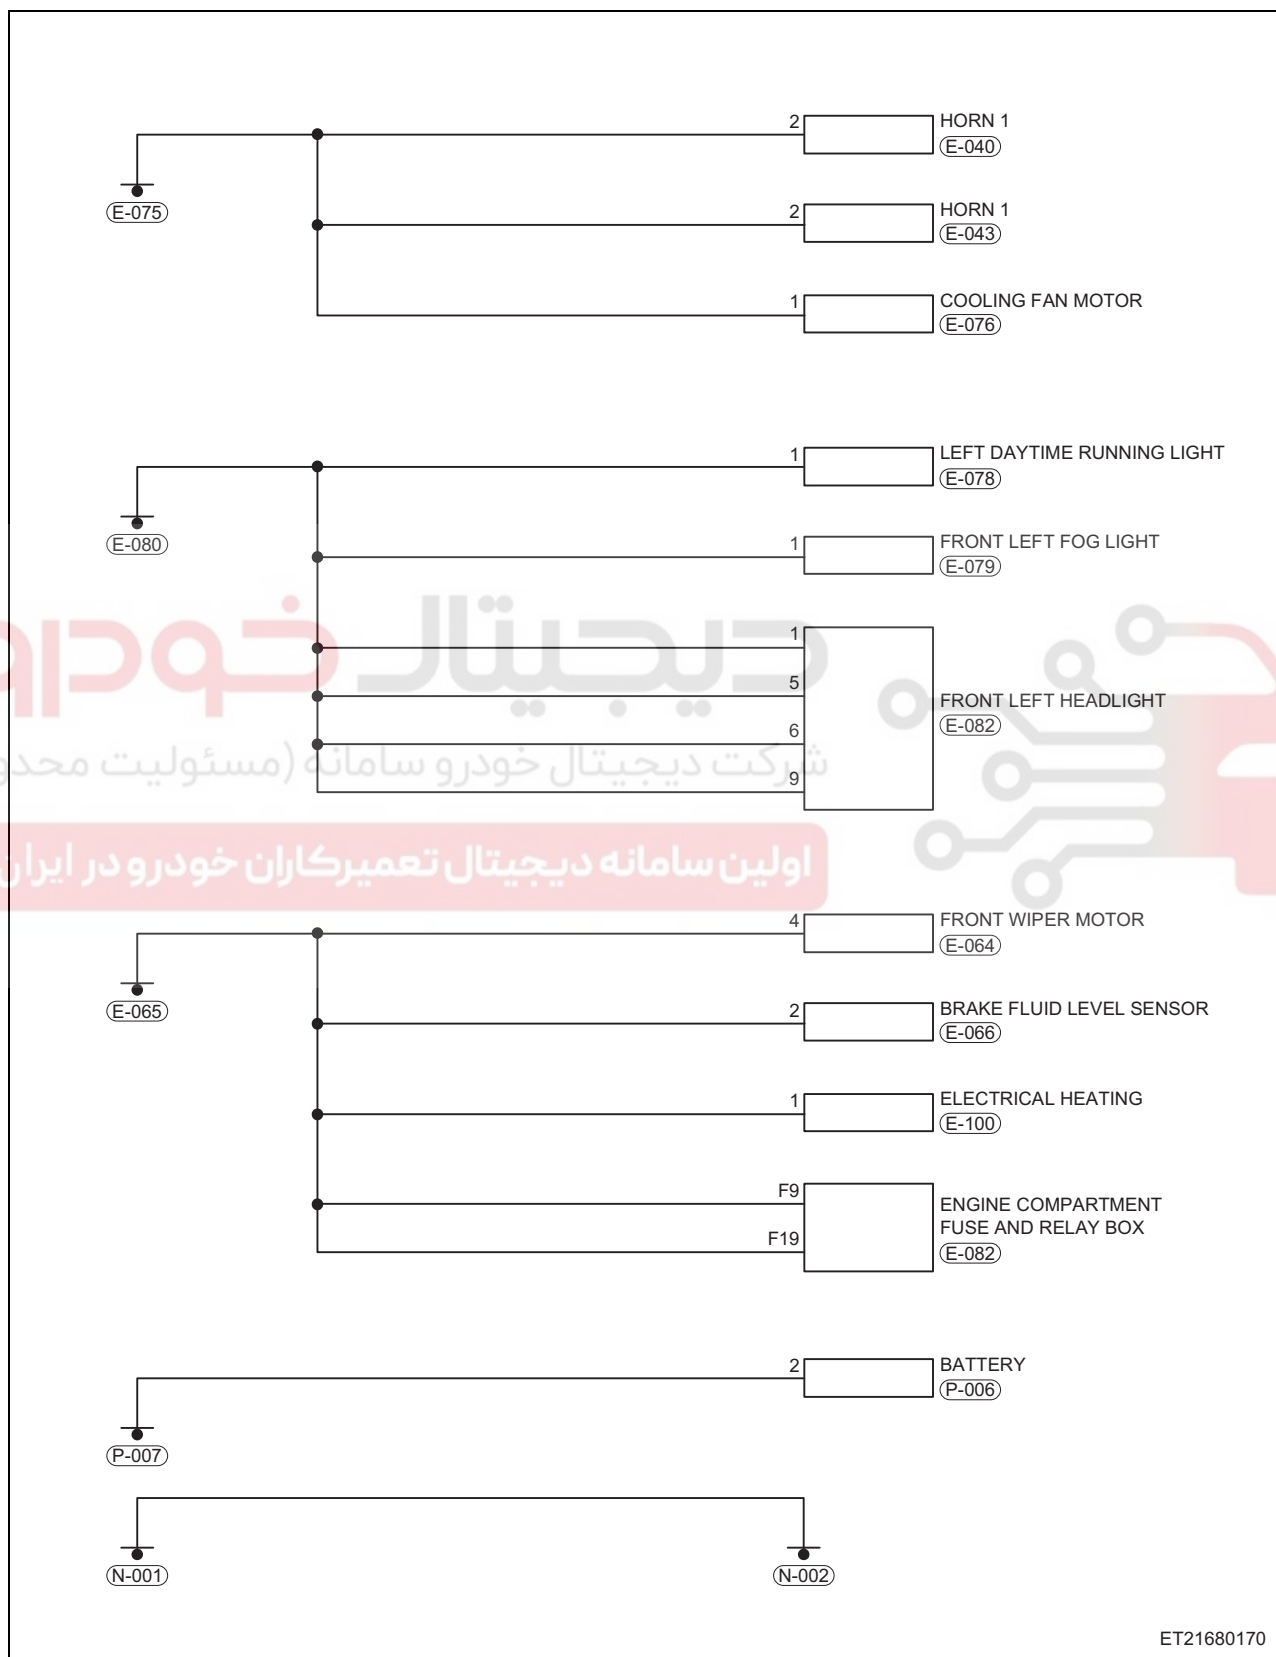 2 HORN 1
E-040
E-075
2 HORN 1
E-043
1 COOLING FAN MOTOR
E-076
1 LEFT DAYTIME RUNNING LIGHT
E-078
E-080
1 FRONT LEFT FOG LIGHT
E-079
دیجیتال خودرو
1
5
FRONT LEFT HEADLIGHT
E-082
6
شرکت دیجیتال خودرو سامانه (مسئولیت
9
اولین سامانه دیجیتال تعمیرکاران خودرو در ایران
4 FRONT WIPER MOTOR
E-064
E-065
2 BRAKE FLUID LEVEL SENSOR
E-066
1 ELECTRICAL HEATING
E-100
F9
ENGINE COMPARTMENT
FUSE AND RELAY BOX
F19
E-082
2 BATTERY
P-006
P-007
N-001 N-002
ET21680170